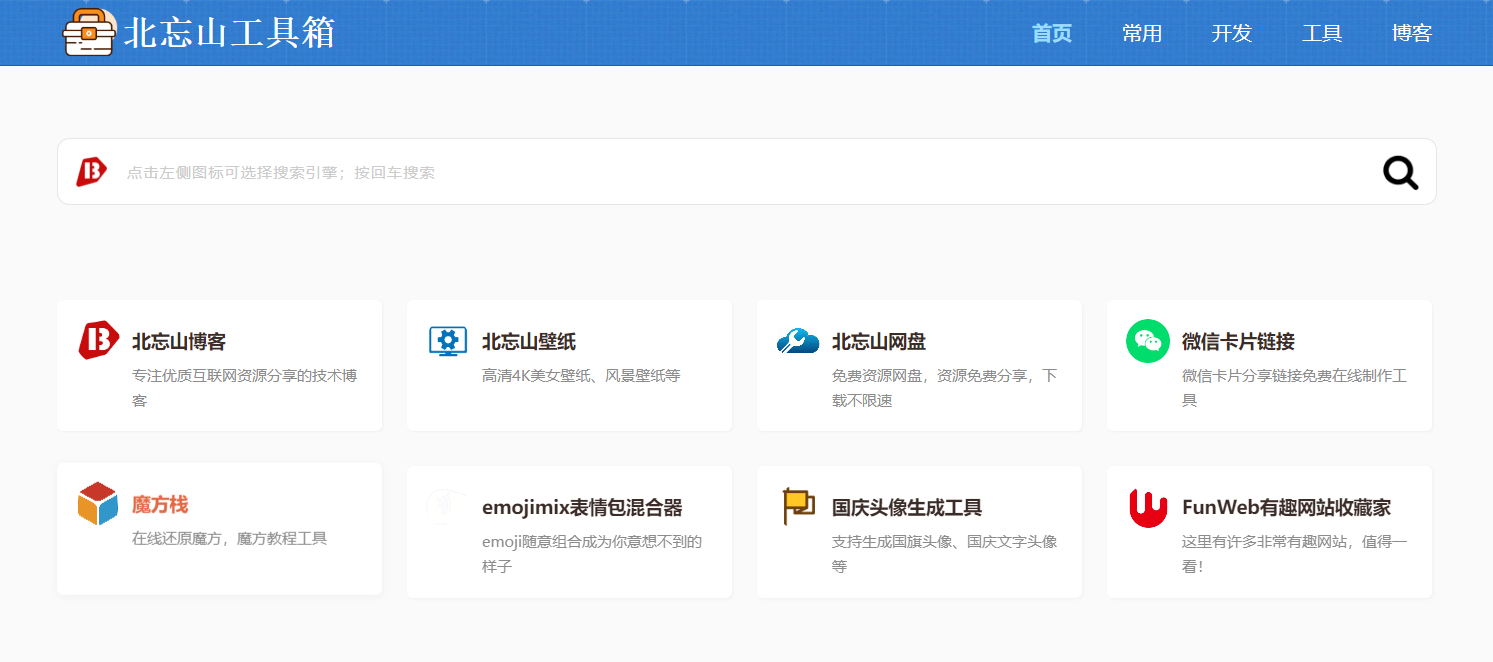 北忘山工具箱
首页 常用 开发 工具 博客
点击左侧图标可选择搜索引擎；按回车搜索
北忘山博客
专注优质互联网资源分享的技术博
客
北忘山壁纸
高清4K美女壁纸、风景壁纸等
北忘山网盘
免费资源网盘，资源免费分享，下
载不限速
微信卡片链接
微信卡片分享链接免费在线制作工
具
魔方栈
在线还原魔方，魔方教程工具
emojimix表情包混合器
emoji随意组合成为你意想不到的
样子
国庆头像生成工具
支持生成国旗头像、国庆文字头像
等
FunWeb有趣网站收藏家
这里有许多非常有趣网站，值得一
看！